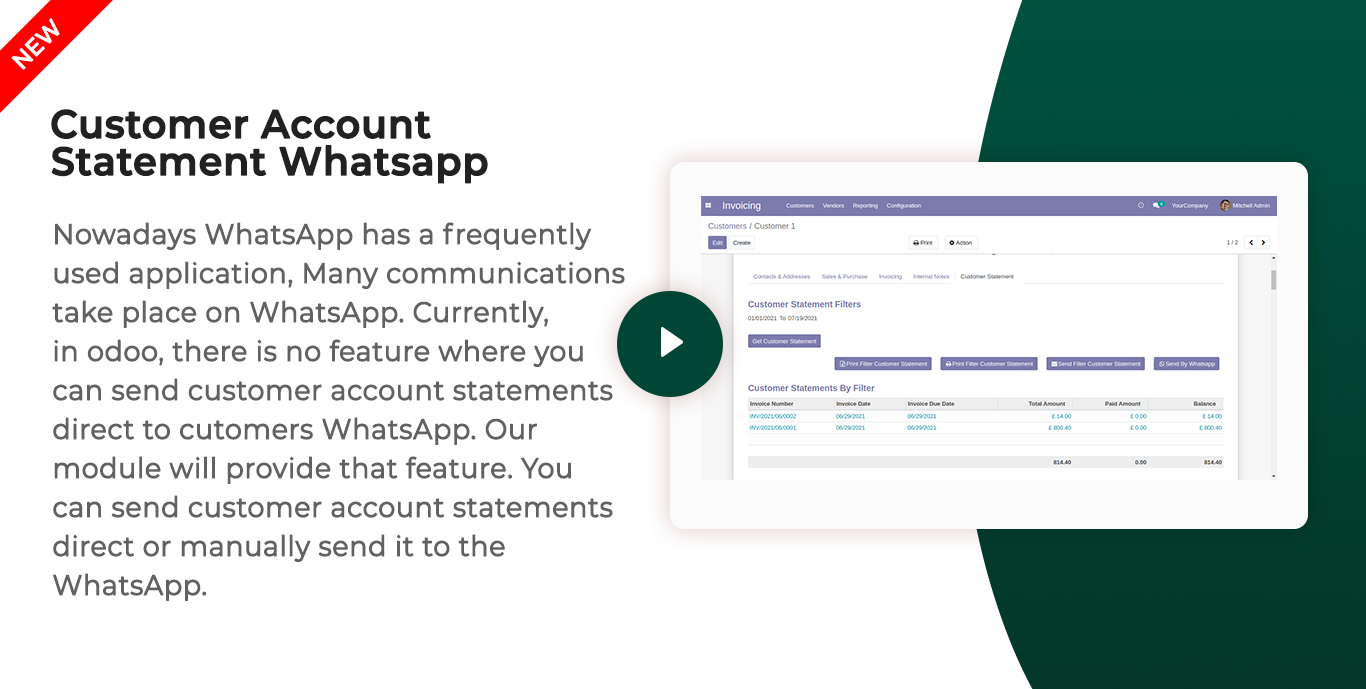 NEW
Customer Account
Statement Whatsapp
Nowadays WhatsApp has a frequently
used application, Many communications
take place on WhatsApp. Currently,
in odoo, there is no feature where you
can send customer account statements
direct to cutomers WhatsApp. Our
module will provide that feature. You
can send customer account statements
direct or manually send it to the
WhatsApp.
Invoicing Customers Vendors Reporting Configuration YourCompany Mitchell Admin
Customers / Customer 1
Edit Create Print Action 1 / 2
Contacts & Addresses Sales & Purchase Invoicing Internal Notes Customer Statement
Customer Statement Filters
01/01/2021 To 07/19/2021
Get Customer Statement
Print Filter Customer Statement Print Filter Customer Statement Send Filter Customer Statement Send By Whatsapp
Customer Statements By Filter
Invoice Number Invoice Date Invoice Due Date Total Amount Paid Amount Balance
INV/2021/06/0002 06/29/2021 06/29/2021 £ 14.00 £ 0.00 £ 14.00
INV/2021/06/0001 06/29/2021 06/29/2021 £ 800.40 £ 0.00 £ 800.40
814.40 0.00 814.40